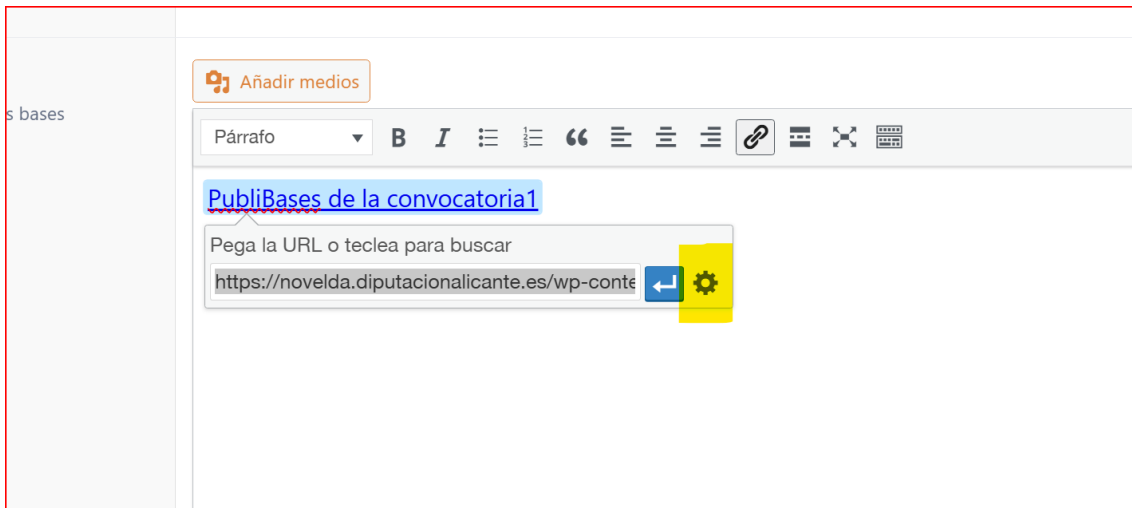 Añadir medios
s bases
Párrafo
B I
PubliBases de la convocatoria1
Pega la URL o teclea para buscar
https://novelda.diputacionalicante.es/wp-conte